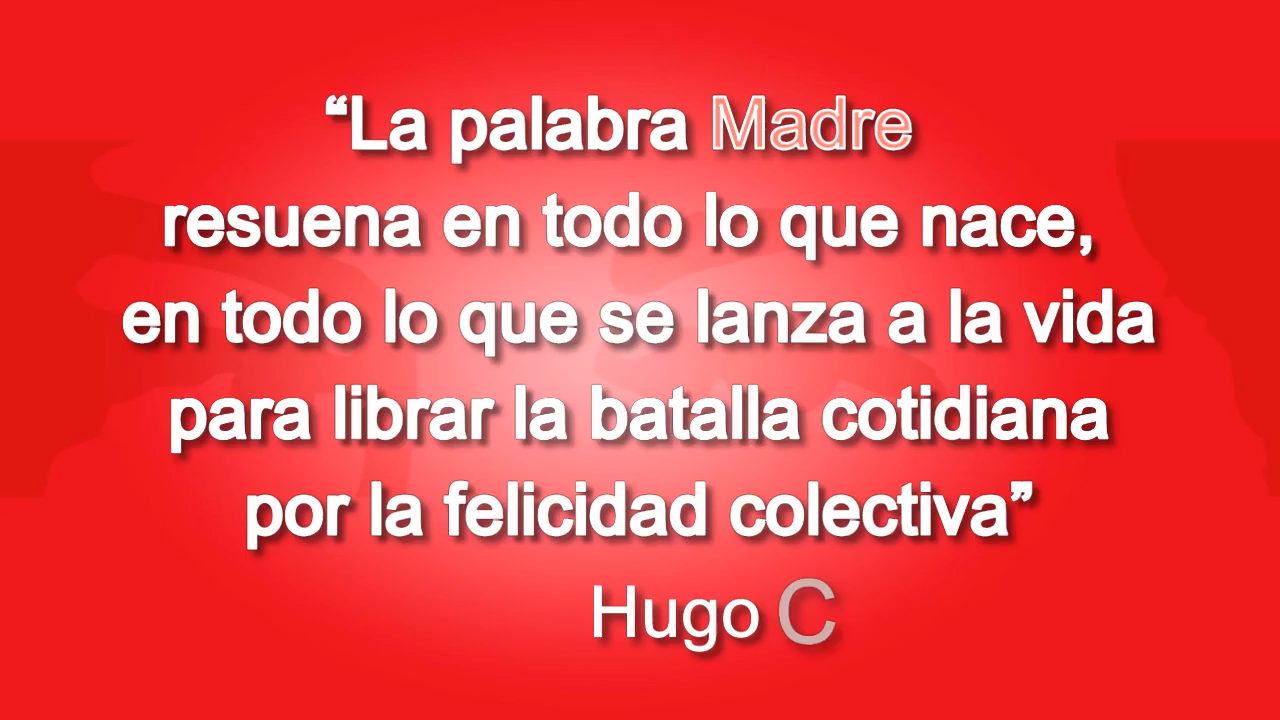 “La palabra Madre
resuena en todo lo que nace,
en todo lo que se lanza a la vida
para librar la batalla cotidiana
por la felicidad colectiva”
Hugo C